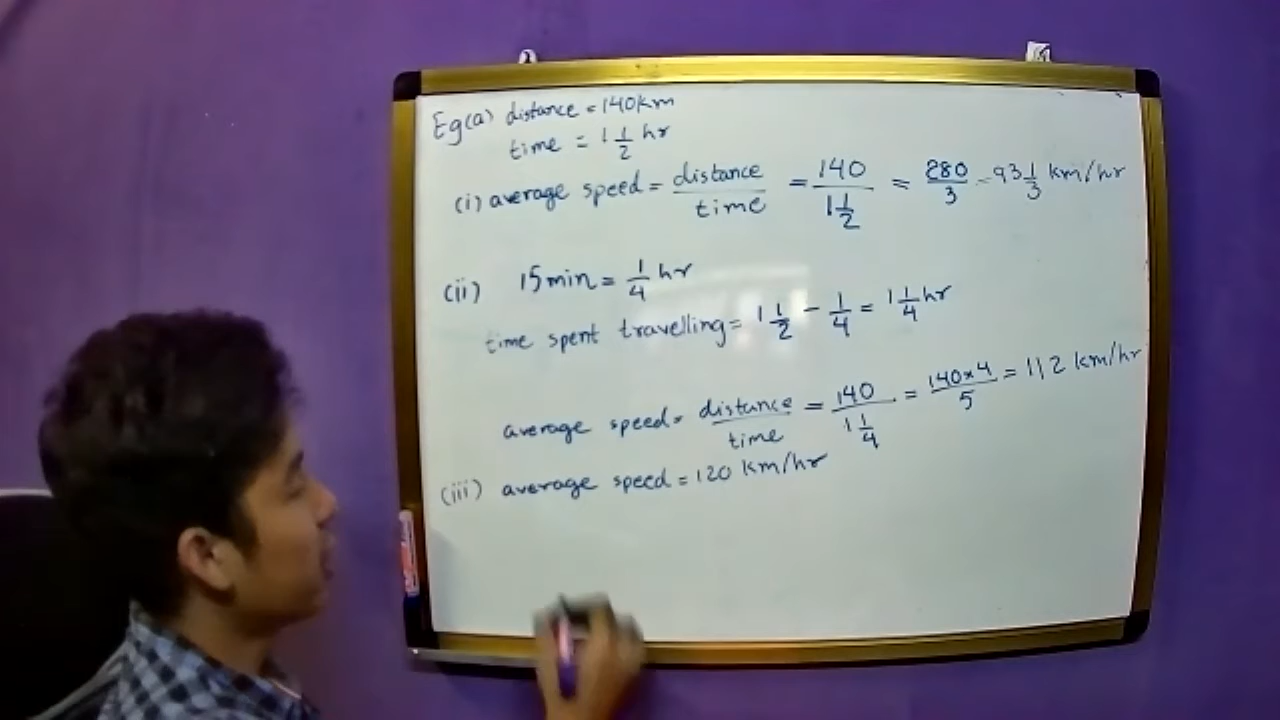 Eg(a) distance = 140km
time = 1 1/2 hr
(i) average speed = distance/time = 140/1 1/2 = 280/3 = 93 1/3 km/hr
(ii) 15min = 1/4 hr
time spent travelling = 1 1/2 - 1/4 = 1 1/4 hr
average speed = distance/time = 140/1 1/4 = 140×4/5 = 112 km/hr
(iii) average speed = 120 km/hr